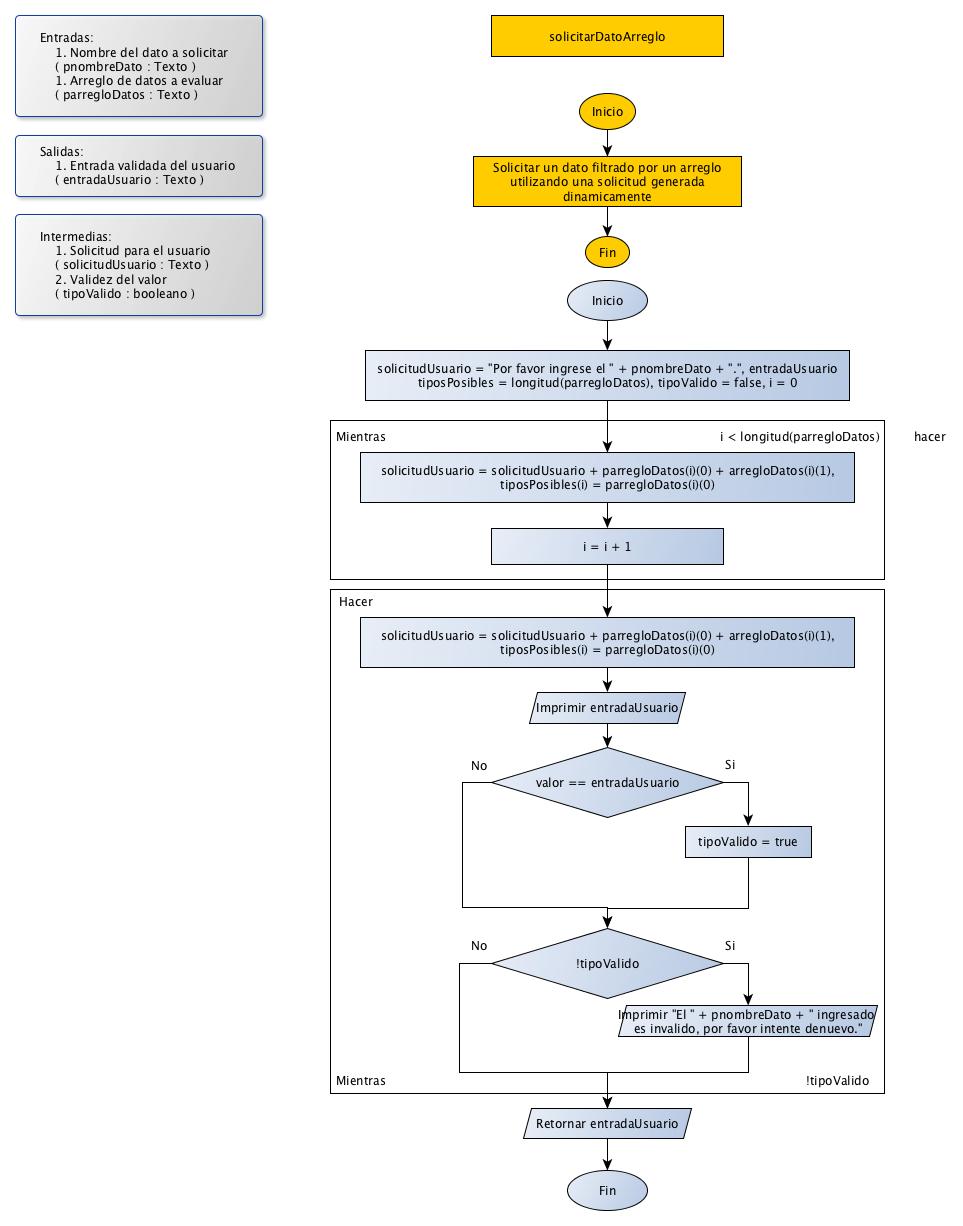 Entradas:
1. Nombre del dato a solicitar
( pnombreDato : Texto )
1. Arreglo de datos a evaluar
( parregloDatos : Texto )
Salidas:
1. Entrada validada del usuario
( entradaUsuario : Texto )
Intermedias:
1. Solicitud para el usuario
( solicitudUsuario : Texto )
2. Validez del valor
( tipoValido : booleano )
solicitarDatoArreglo
Inicio
Solicitar un dato filtrado por un arreglo
utilizando una solicitud generada
dinamicamente
Fin
Inicio
solicitudUsuario = "Por favor ingrese el " + pnombreDato + ".", entradaUsuario
tiposPosibles = longitud(parregloDatos), tipoValido = false, i = 0
Mientras
i < longitud(parregloDatos)
hacer
solicitudUsuario = solicitudUsuario + parregloDatos(i)(0) + arregloDatos(i)(1),
tiposPosibles(i) = parregloDatos(i)(0)
i = i + 1
Hacer
solicitudUsuario = solicitudUsuario + parregloDatos(i)(0) + arregloDatos(i)(1),
tiposPosibles(i) = parregloDatos(i)(0)
Imprimir entradaUsuario
No
Si
valor == entradaUsuario
tipoValido = true
No
Si
!tipoValido
Imprimir "El " + pnombreDato + " ingresado
es invalido, por favor intente denuevo."
Mientras
!tipoValido
Retornar entradaUsuario
Fin